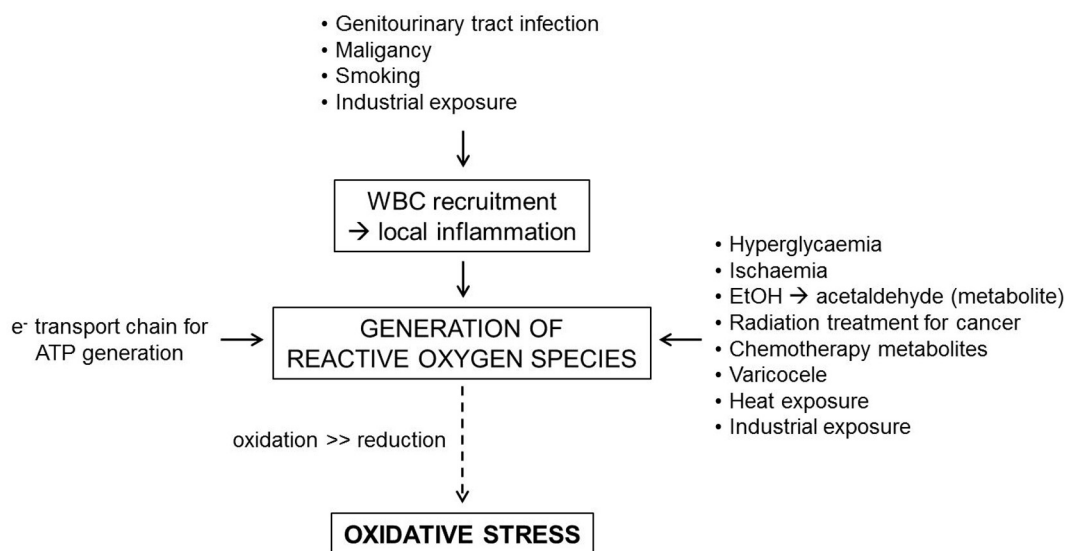 • Genitourinary tract infection
• Maligancy
• Smoking
• Industrial exposure
WBC recruitment
→ local inflammation
e- transport chain for
ATP generation
GENERATION OF
REACTIVE OXYGEN SPECIES
• Hyperglycaemia
• Ischaemia
• EtOH → acetaldehyde (metabolite)
• Radiation treatment for cancer
• Chemotherapy metabolites
• Varicocele
• Heat exposure
• Industrial exposure
oxidation >> reduction
OXIDATIVE STRESS